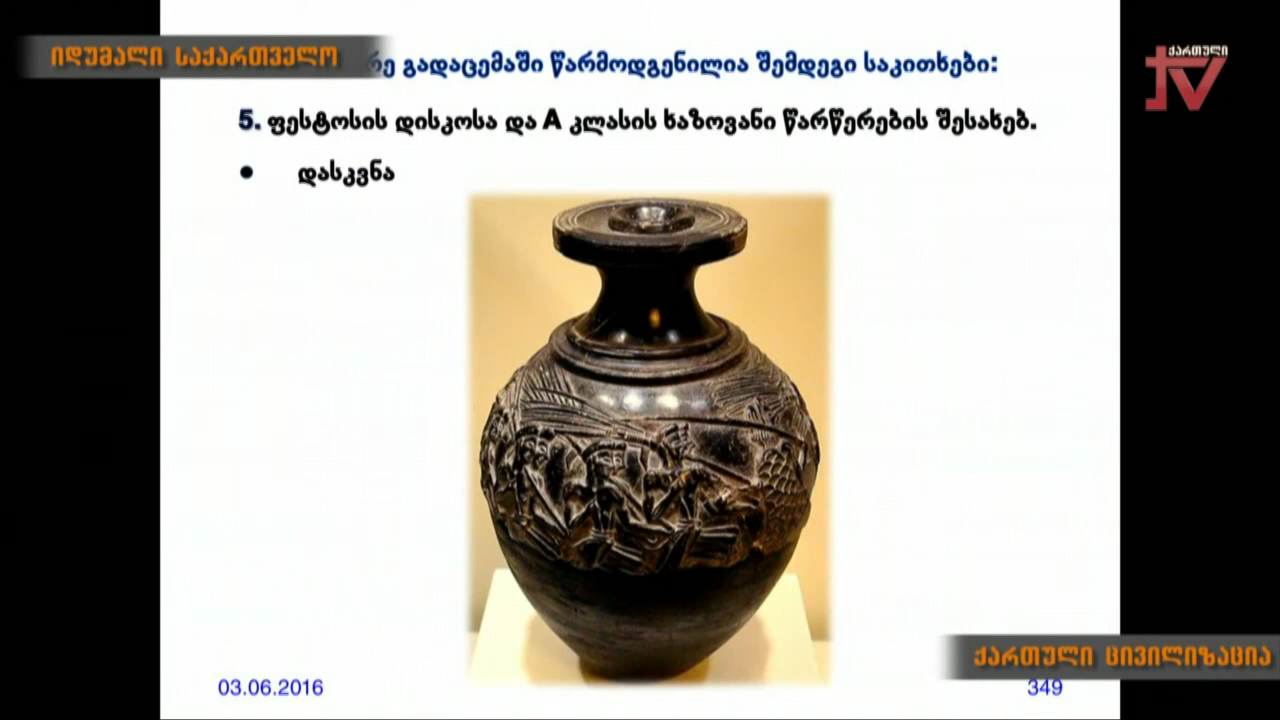 იდუმალი საქართველო
გადაცემაში წარმოდგენილია შემდეგი საკითხები:
ქართული
TV
5. ფესტოსის დისკოსა და A კლასის ხაზოვანი წარწერების შესახებ.
• დასკვნა
ქართული ცივილიზაცია
03.06.2016
349